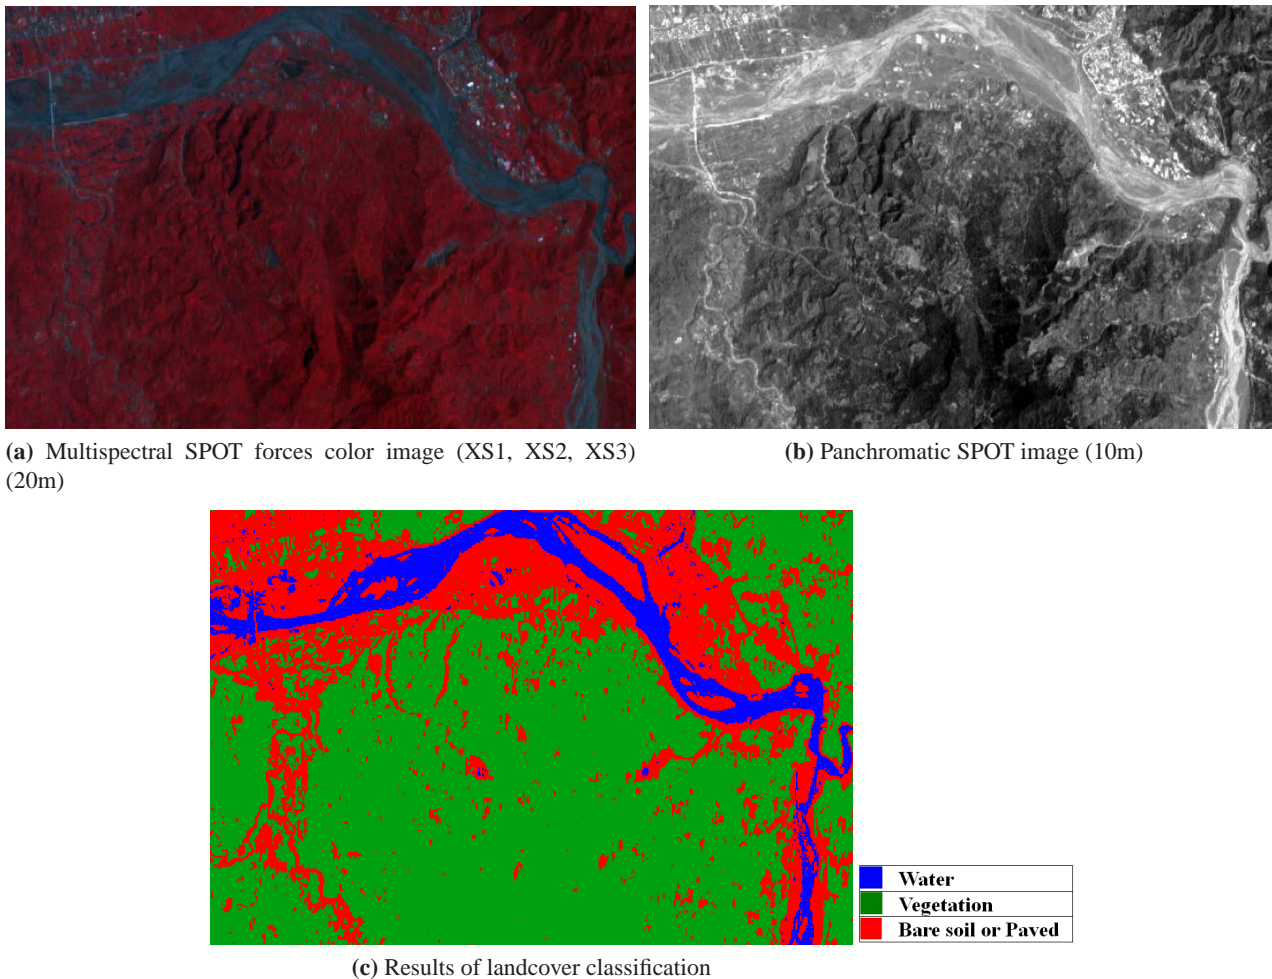 (a) Multispectral SPOT forces color image (XS1, XS2, XS3)
(20m)
(b) Panchromatic SPOT image (10m)
Water
Vegetation
Bare soil or Paved
(c) Results of landcover classification